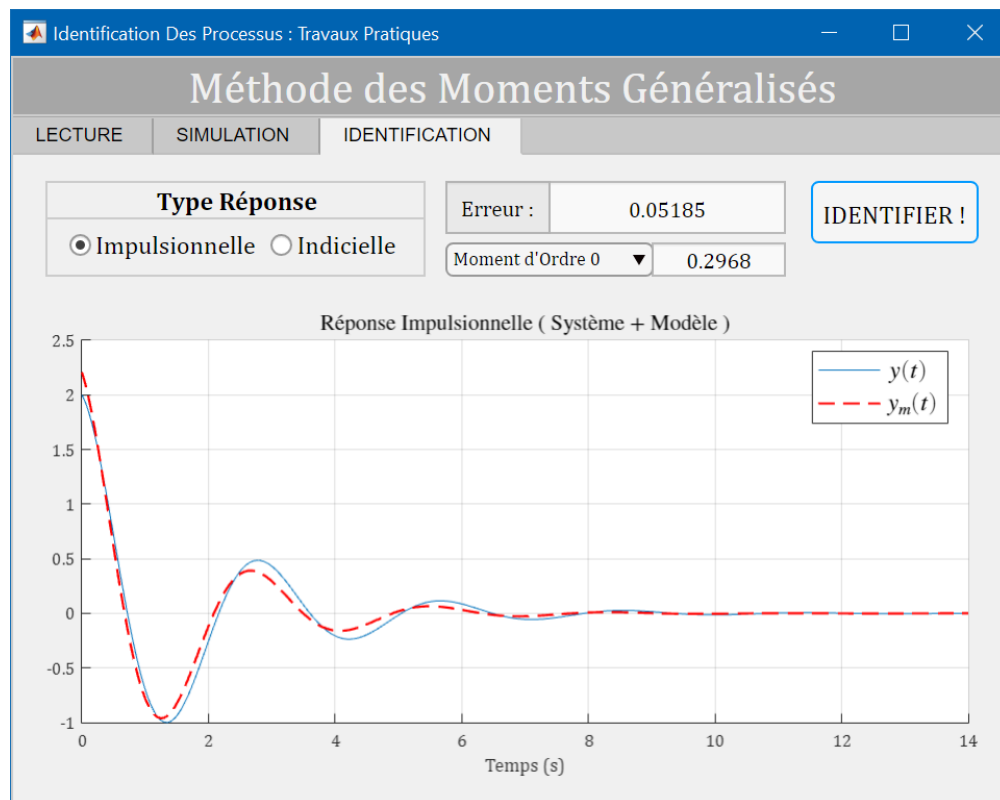 Identification Des Processus : Travaux Pratiques
Méthode des Moments Généralisés
LECTURE SIMULATION IDENTIFICATION
Type Réponse
Impulsionnelle Indicielle
Erreur : 0.05185
Moment d'Ordre 0 0.2968
IDENTIFIER !
Réponse Impulsionnelle ( Système + Modèle )
2.5
2
1.5
1
0.5
0
-0.5
-1
y(t)
y_m(t)
0 2 4 6 8 10 12 14
Temps (s)